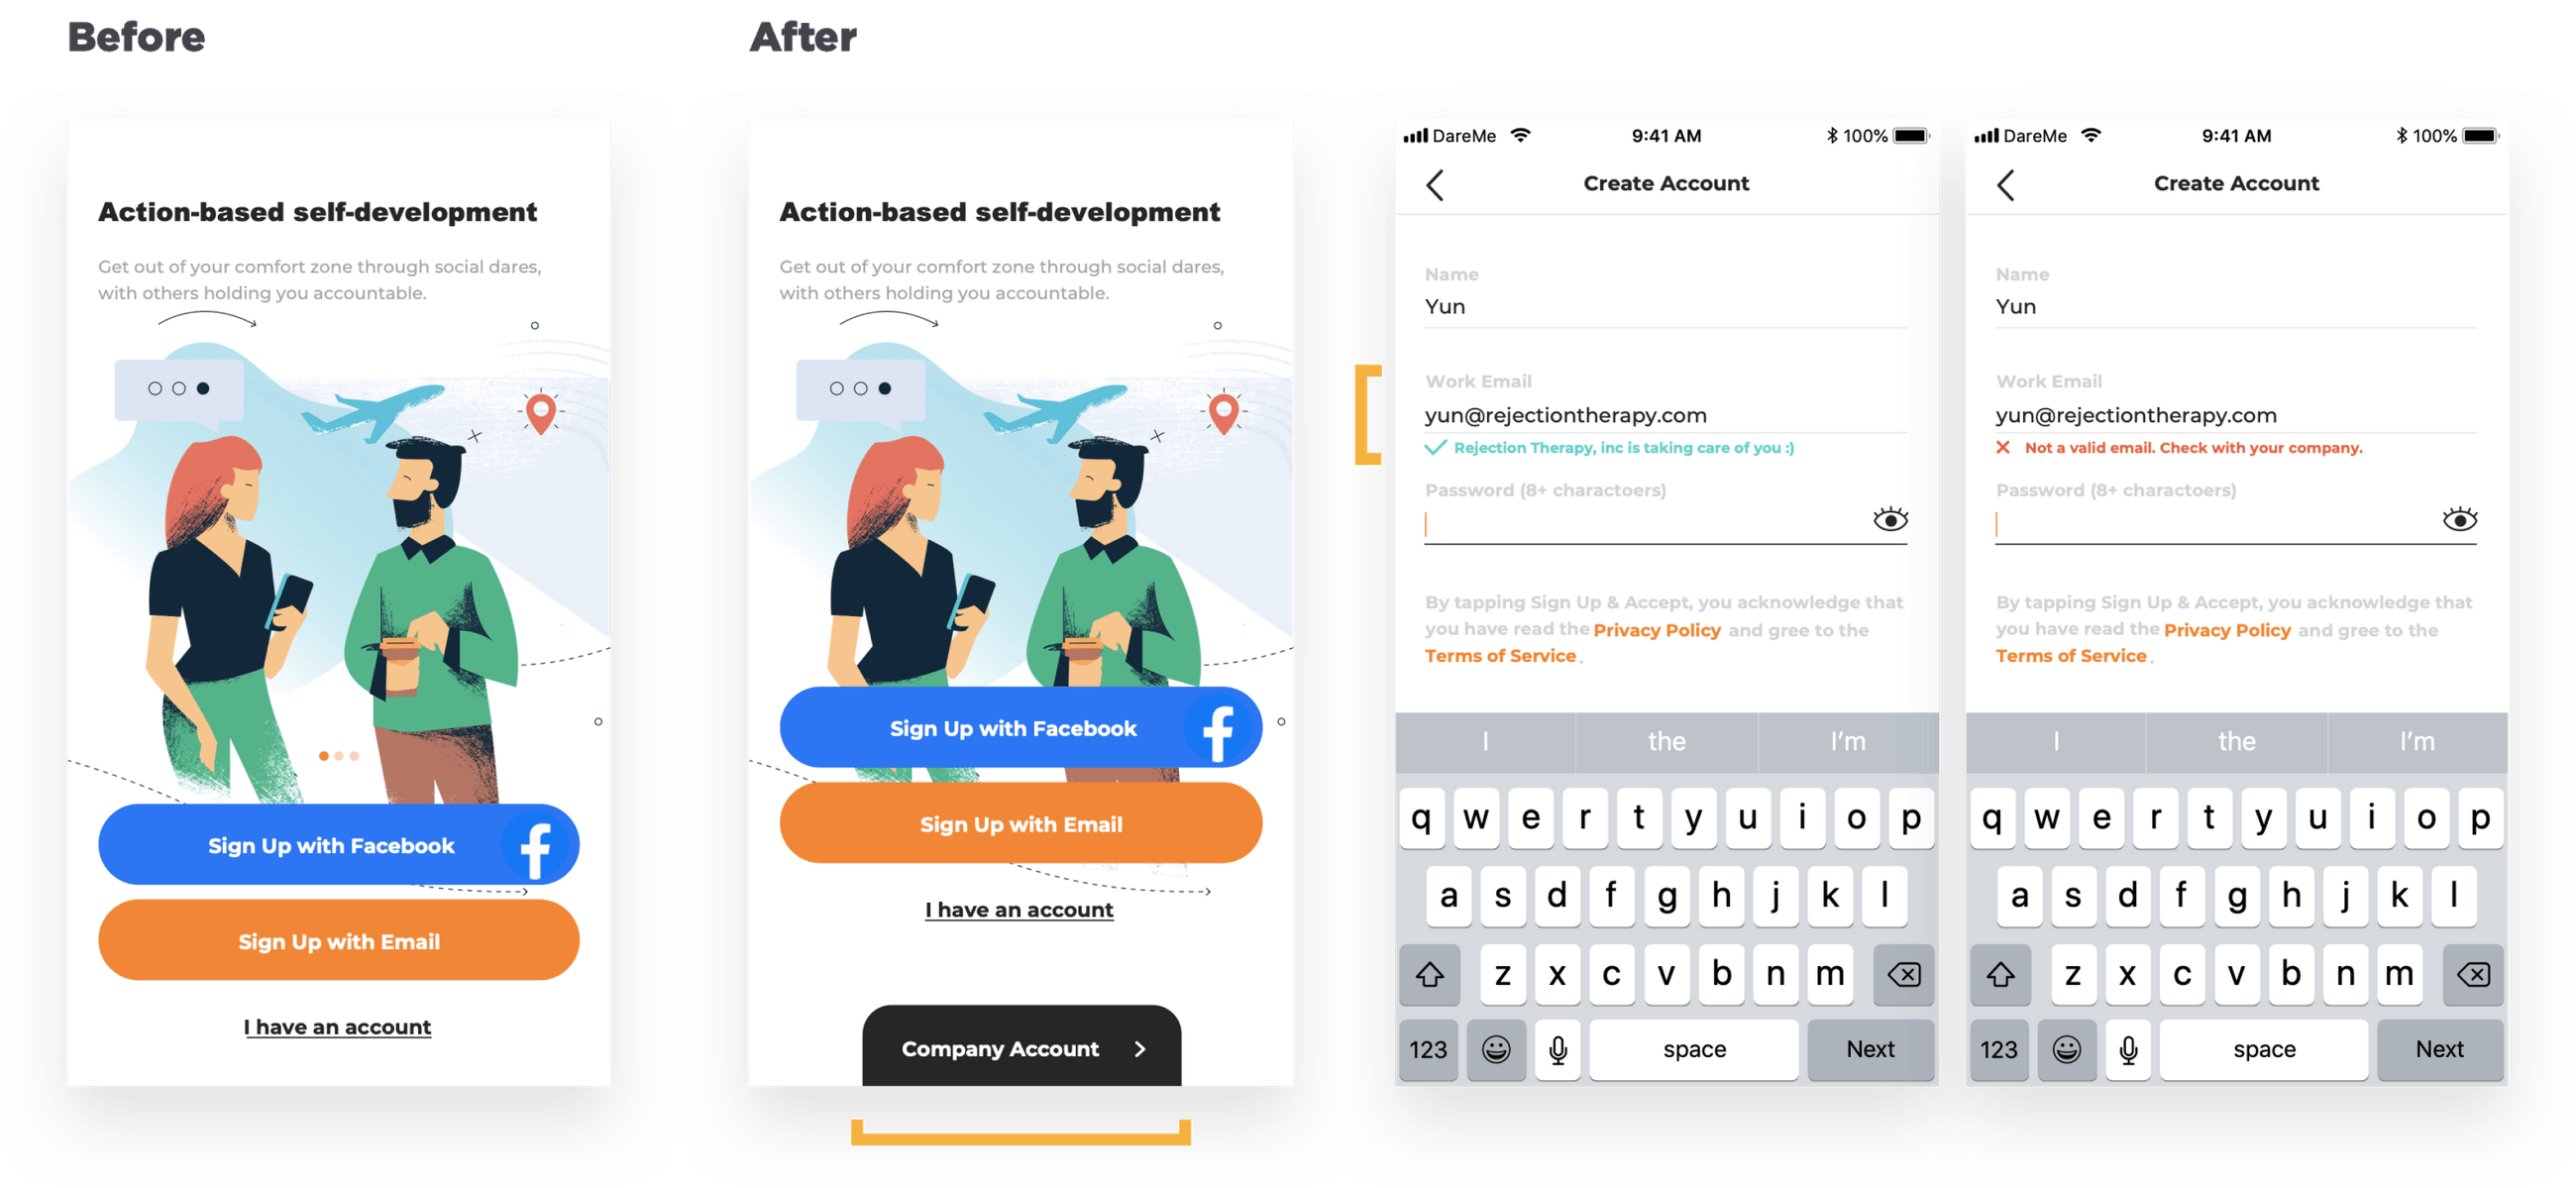 Before
Action-based self-development
Get out of your comfort zone through social dares,
with others holding you accountable.
Sign Up with Facebook
Sign Up with Email
I have an account
After
Action-based self-development
Get out of your comfort zone through social dares,
with others holding you accountable.
Sign Up with Facebook
Sign Up with Email
I have an account
Company Account
DareMe 9:41 AM 100%
Create Account
Name
Yun
Work Email
yun@rejectiontherapy.com
Rejection Therapy, inc is taking care of you :)
Password (8+ charactoers)
By tapping Sign Up & Accept, you acknowledge that
you have read the Privacy Policy and gree to the
Terms of Service.
I the I'm
q w e r t y u i o p
a s d f g h j k l
z x c v b n m
123 space Next
DareMe 9:41 AM 100%
Create Account
Name
Yun
Work Email
yun@rejectiontherapy.com
Not a valid email. Check with your company.
Password (8+ charactoers)
By tapping Sign Up & Accept, you acknowledge that
you have read the Privacy Policy and gree to the
Terms of Service.
I the I'm
q w e r t y u i o p
a s d f g h j k l
z x c v b n m
123 space Next